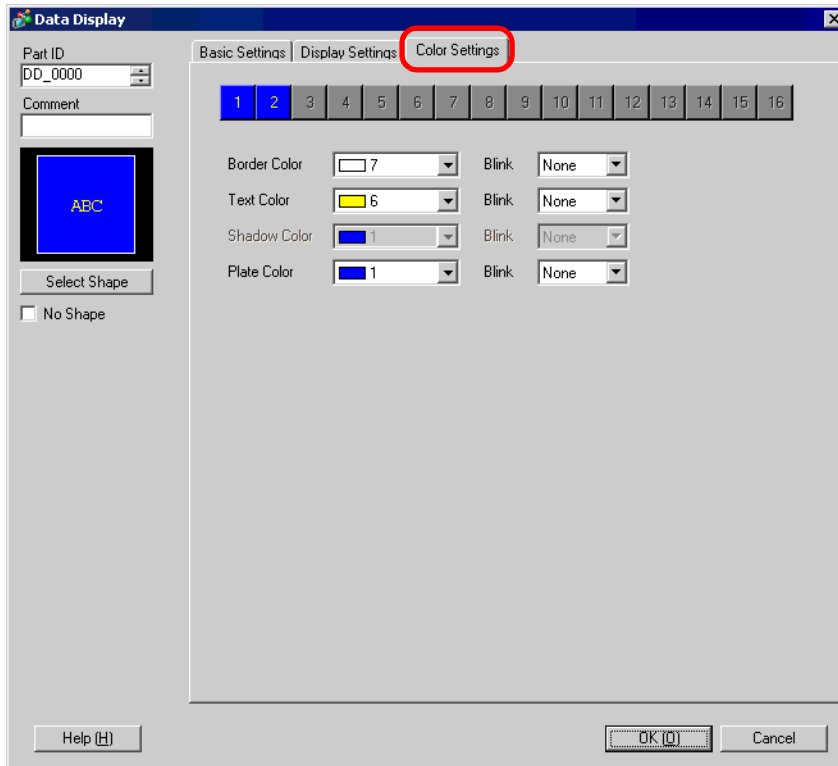 Data Display
Part ID
DD_0000
Comment
ABC
Select Shape
No Shape
Basic Settings Display Settings Color Settings
1 2 3 4 5 6 7 8 9 10 11 12 13 14 15 16
Border Color 7 Blink None
Text Color 6 Blink None
Shadow Color 1 Blink None
Plate Color 1 Blink None
Help (H) OK (O) Cancel